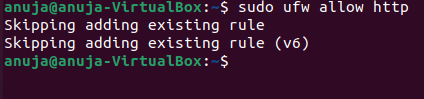 anuja@anuja-VirtualBox:~$ sudo ufw allow http
Skipping adding existing rule
Skipping adding existing rule (v6)
anuja@anuja-VirtualBox:~$